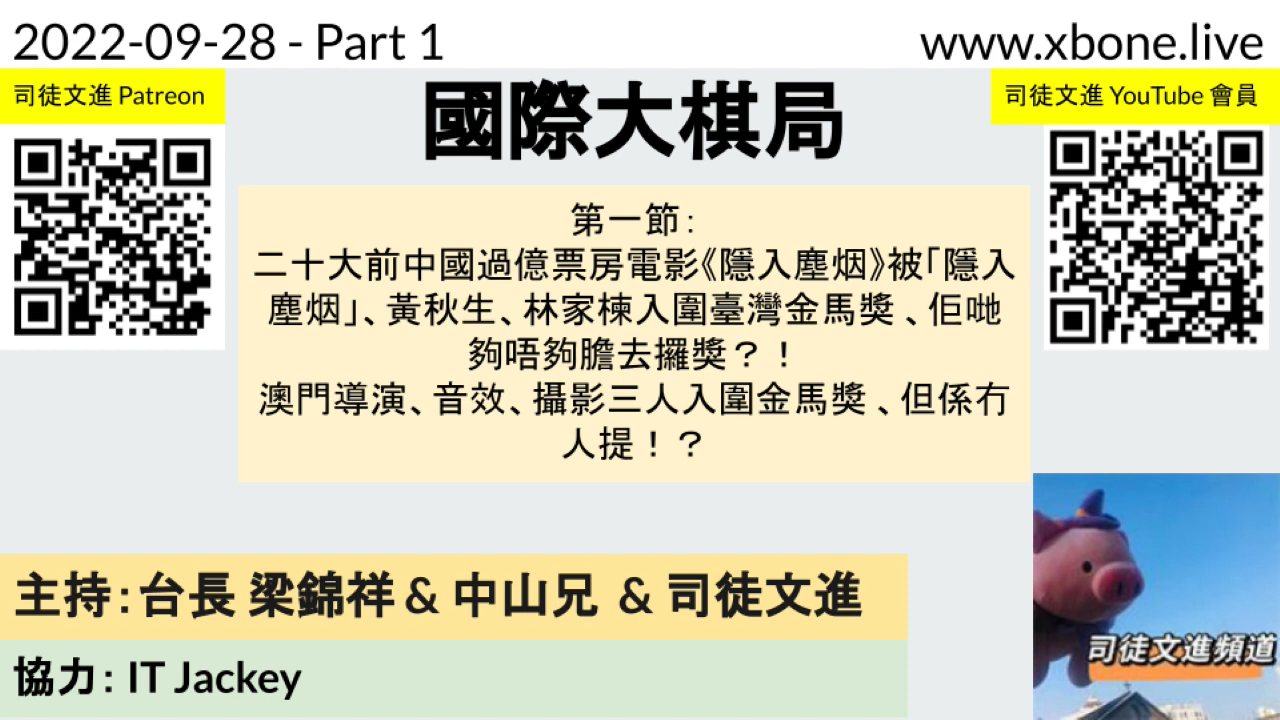 2022-09-28 - Part 1
www.xbone.live
司徒文進 Patreon
司徒文進 YouTube 會員
國際大棋局
第一節：
二十大前中國過億票房電影《隱入塵烟》被「隱入
塵烟」、黃秋生、林家棟入圍臺灣金馬獎 、佢哋
夠唔夠膽去攞獎？！
澳門導演、音效、攝影三人入圍金馬獎 、但係冇
人提！？
主持：台長 梁錦祥 & 中山兄 & 司徒文進
司徒文進頻道
協力：IT Jackey